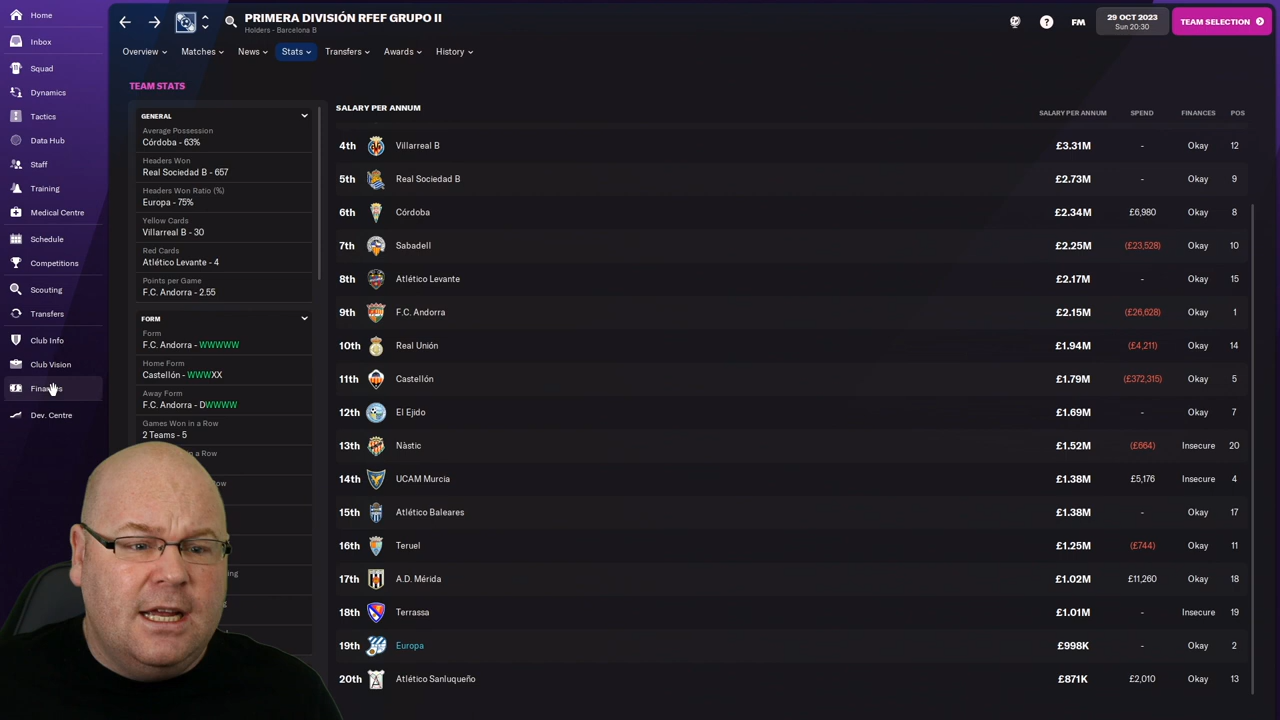 Home
Inbox
Squad
Dynamics
Tactics
Data Hub
Staff
Training
Medical Centre
Schedule
Competitions
Scouting
Transfers
Club Info
Club Vision
Finances
Dev. Centre
PRIMERA DIVISIÓN RFEF GRUPO II
Holders - Barcelona B
FM
29 OCT 2023
Sun 20:30
TEAM SELECTION
Overview
Matches
News
Stats
Transfers
Awards
History
TEAM STATS
GENERAL
Average Possession
Córdoba - 63%
Headers Won
Real Sociedad B - 657
Headers Won Ratio (%)
Europa - 75%
Yellow Cards
Villarreal B - 30
Red Cards
Atlético Levante - 4
Points per Game
F.C. Andorra - 2.55
FORM
Form
F.C. Andorra - WWWWW
Home Form
Castellón - WWWXX
Away Form
F.C. Andorra - DWWWW
Games Won in a Row
2 Teams - 5
in a Row
SALARY PER ANNUM
SALARY PER ANNUM SPEND FINANCES POS
4th Villarreal B £3.31M - Okay 12
5th Real Sociedad B £2.73M - Okay 9
6th Córdoba £2.34M £6,980 Okay 8
7th Sabadell £2.25M (£23,528) Okay 10
8th Atlético Levante £2.17M - Okay 15
9th F.C. Andorra £2.15M (£26,628) Okay 1
10th Real Unión £1.94M (£4,211) Okay 14
11th Castellón £1.79M (£372,315) Okay 5
12th El Ejido £1.69M - Okay 7
13th Nàstic £1.52M (£664) Insecure 20
14th UCAM Murcia £1.38M £5,176 Insecure 4
15th Atlético Baleares £1.38M - Okay 17
16th Teruel £1.25M (£744) Okay 11
17th A.D. Mérida £1.02M £11,260 Okay 18
18th Terrassa £1.01M - Insecure 19
19th Europa £998K - Okay 2
20th Atlético Sanluqueño £871K £2,010 Okay 13